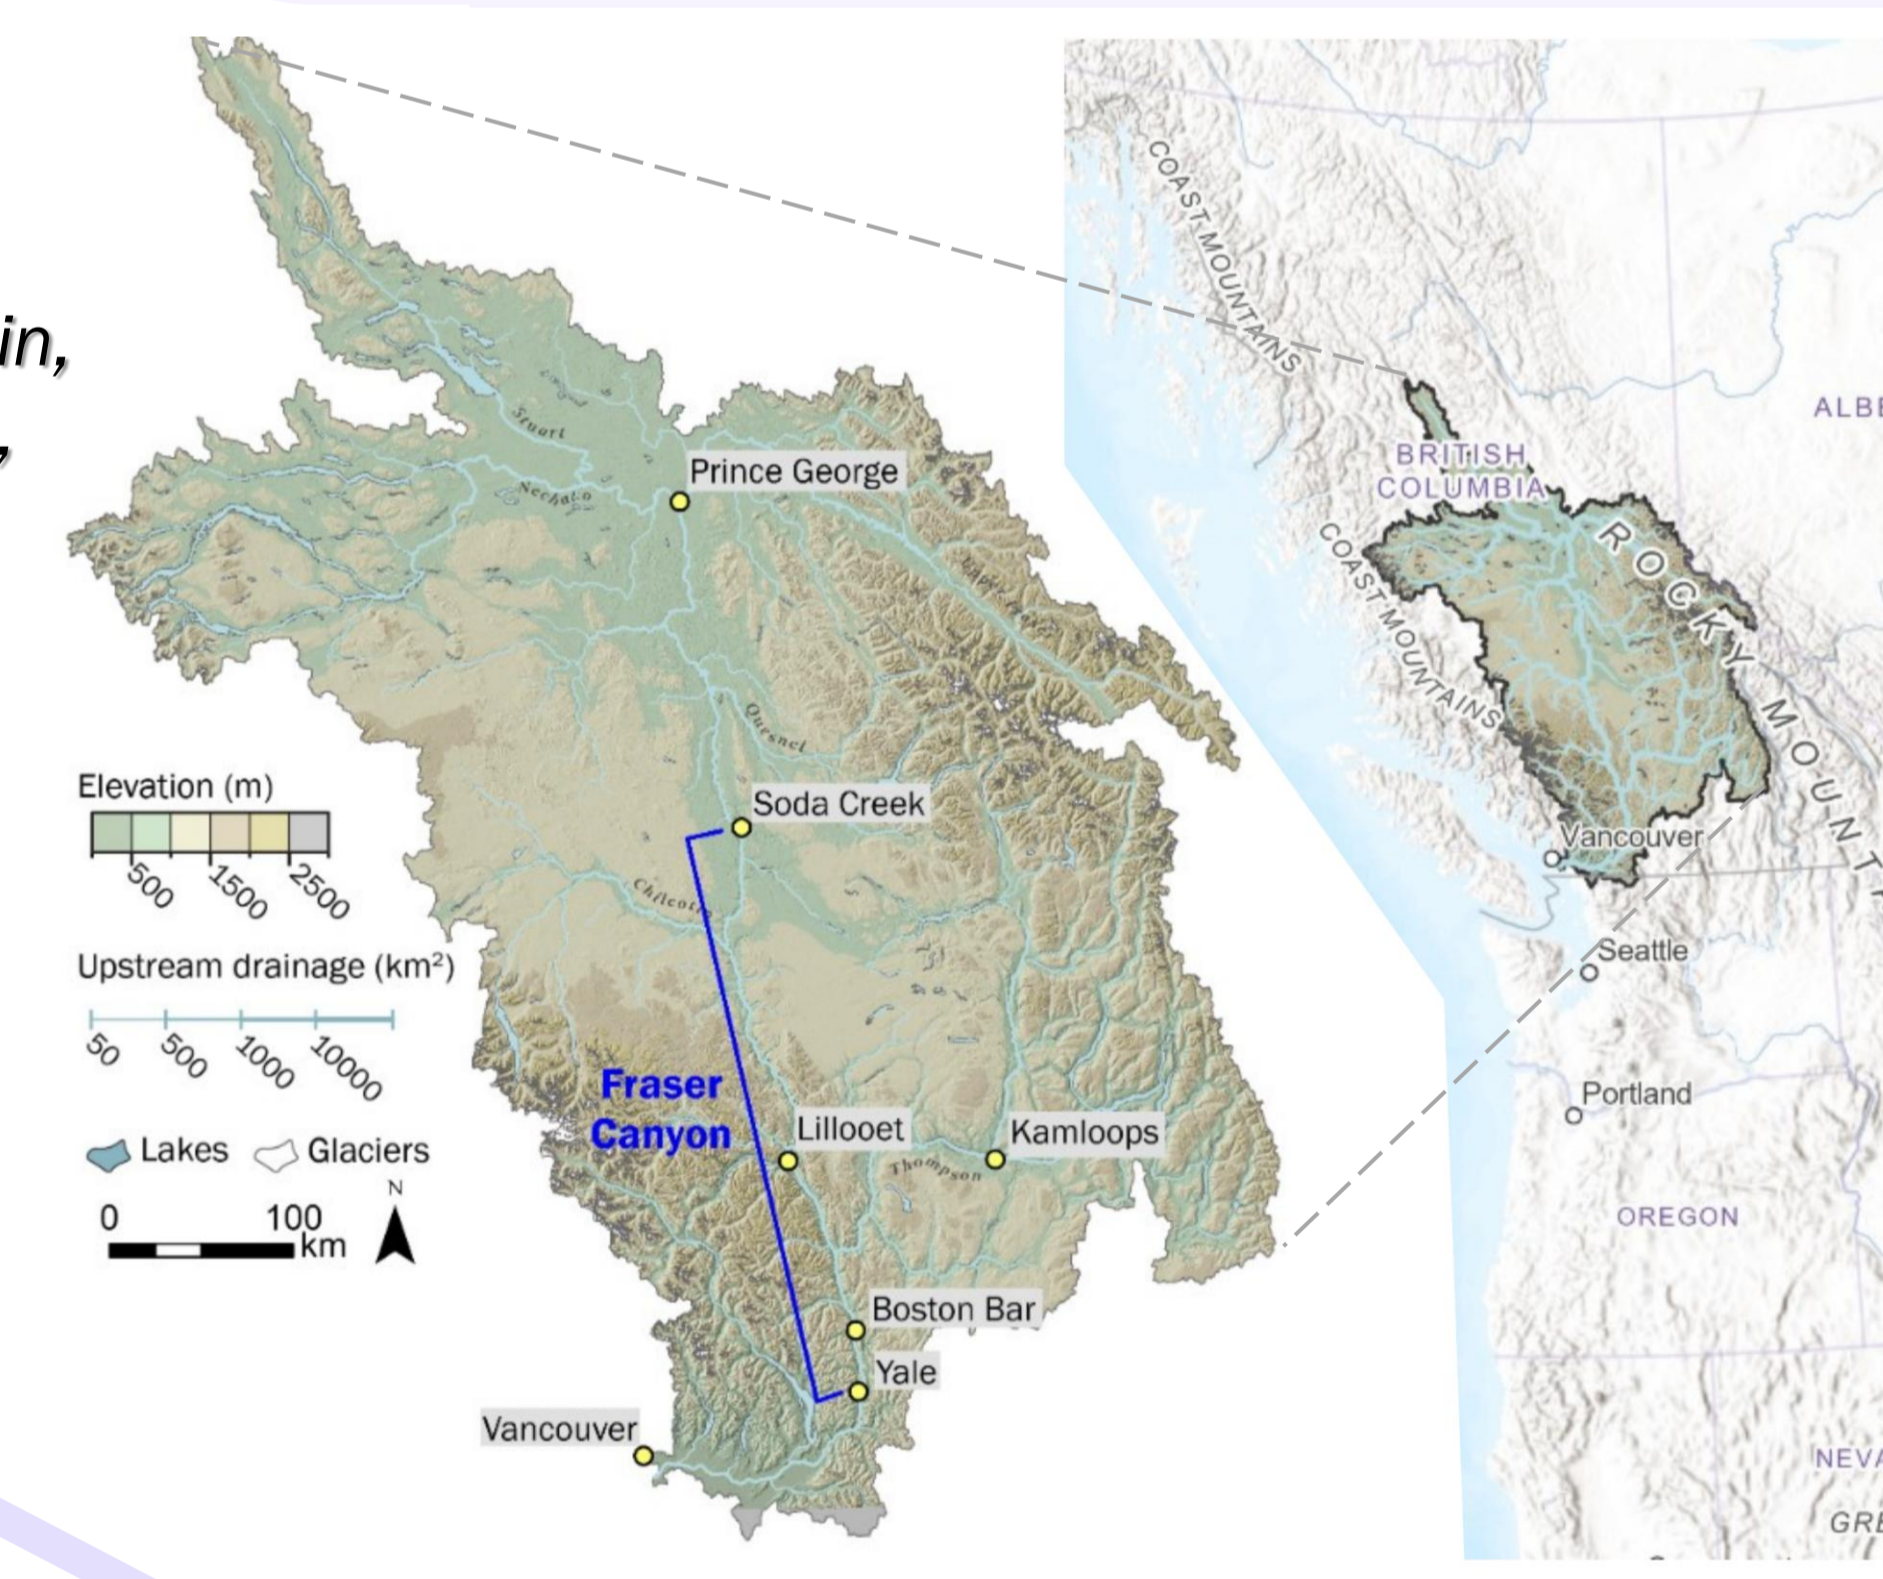 in,
Prince George
Stuart
Nechako
Quesnel
Soda Creek
Chilcotin
Elevation (m)
500
1500
2500
Upstream drainage (km²)
50
500
1000
10000
Lakes
Glaciers
0
100
km
N
Fraser
Canyon
Lillooet
Kamloops
Thompson
Boston Bar
Yale
Vancouver
COAST MOUNTAINS
ALBE
BRITISH
COLUMBIA
ROCKY MOUNT
COAST MOUNTAINS
Vancouver
Seattle
Portland
OREGON
NEVA
GRE